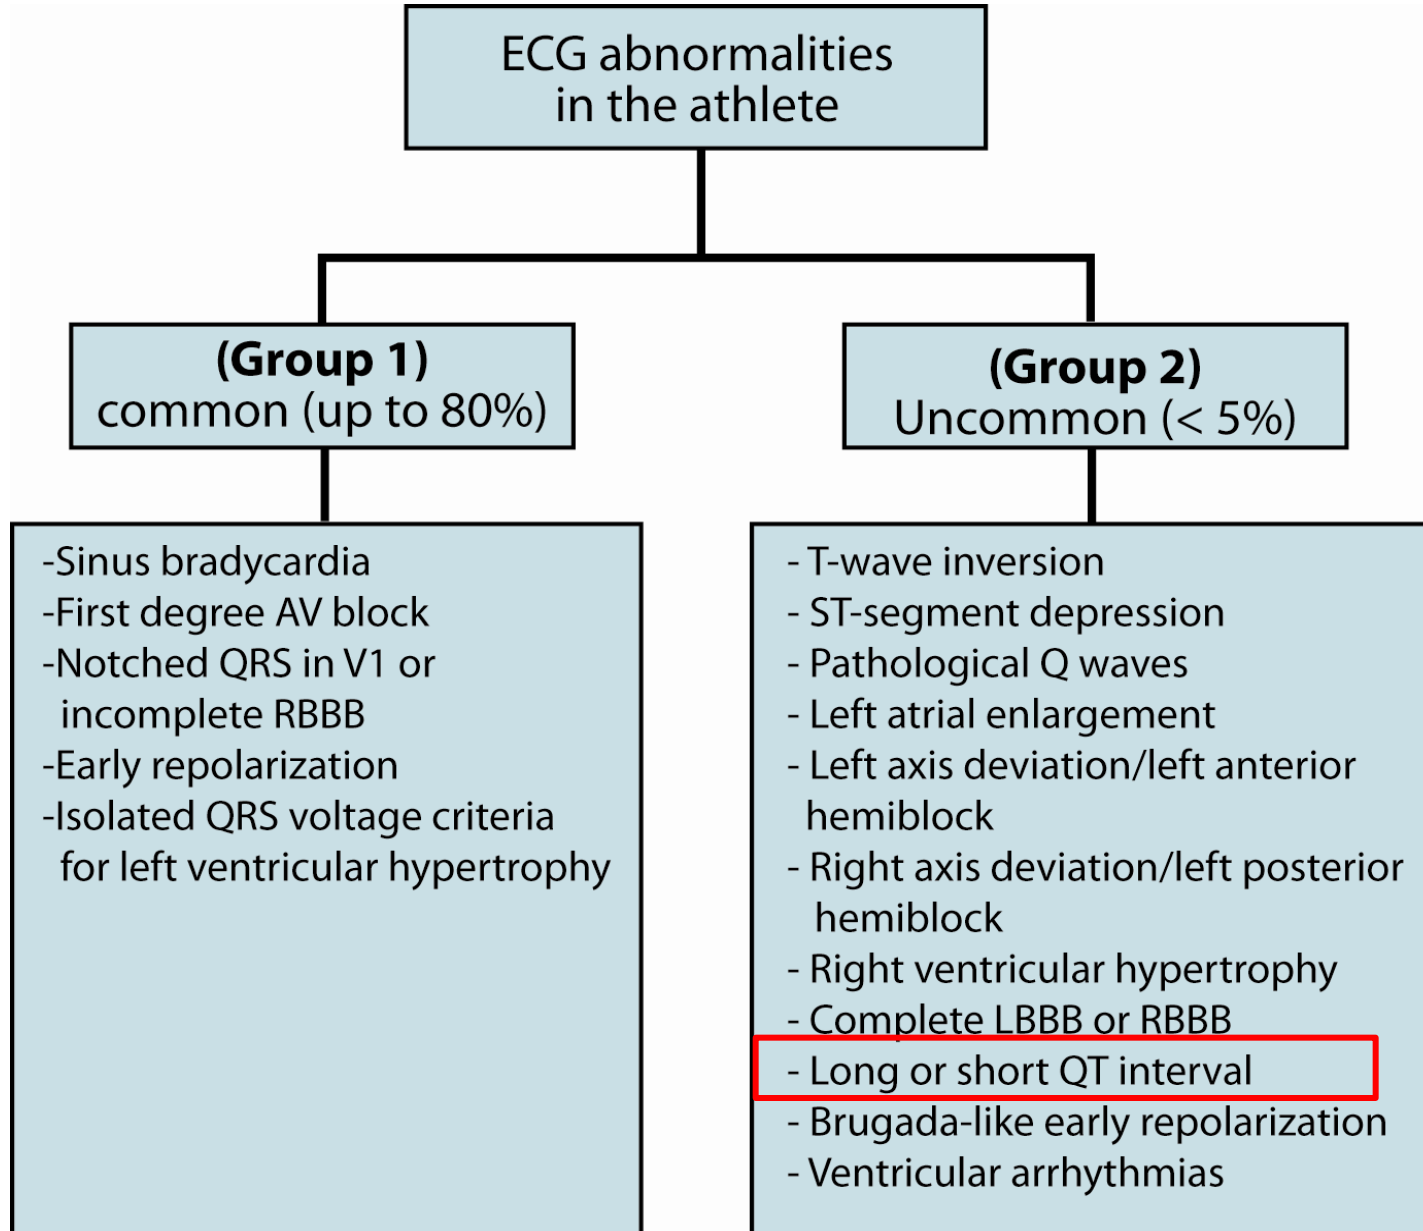 ECG abnormalities
in the athlete
(Group 1)
common (up to 80%)
(Group 2)
Uncommon (< 5%)
-Sinus bradycardia
-First degree AV block
-Notched QRS in V1 or
incomplete RBBB
-Early repolarization
-Isolated QRS voltage criteria
for left ventricular hypertrophy
- T-wave inversion
- ST-segment depression
- Pathological Q waves
- Left atrial enlargement
- Left axis deviation/left anterior
hemiblock
- Right axis deviation/left posterior
hemiblock
- Right ventricular hypertrophy
- Complete LBBB or RBBB
- Long or short QT interval
- Brugada-like early repolarization
- Ventricular arrhythmias